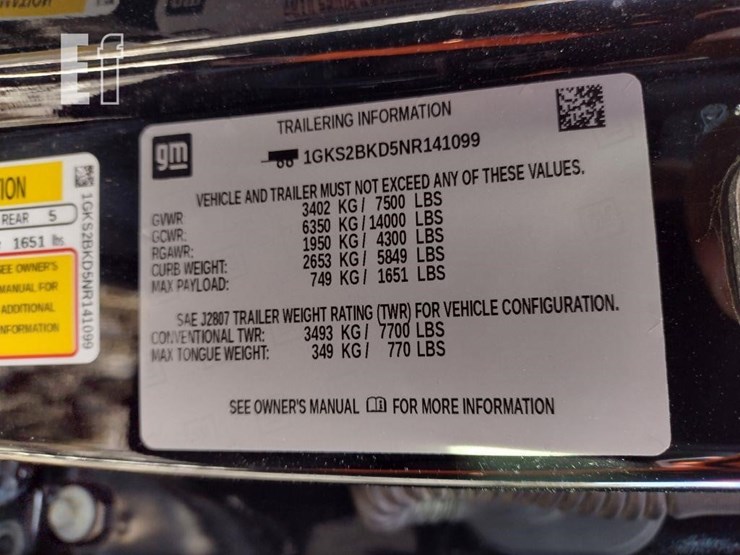 Ef
TRAILERING INFORMATION
gm
1GKS2BKD5NR141099
VEHICLE AND TRAILER MUST NOT EXCEED ANY OF THESE VALUES.
GVWR 3402 KG/ 7500 LBS
GCWR: 6350 KG/14000 LBS
RGAWR: 1950 KG/ 4300 LBS
CURB WEIGHT: 2653 KG/ 5849 LBS
MAX PAYLOAD: 749 KG/ 1651 LBS
SAE J2807 TRAILER WEIGHT RATING (TWR) FOR VEHICLE CONFIGURATION.
CONVENTIONAL TWR: 3493 KG/ 7700 LBS
MAX TONGUE WEIGHT: 349 KG/ 770 LBS
SEE OWNER'S MANUAL FOR MORE INFORMATION
ION
REAR 5
1651 lbs
SEE OWNER'S
MANUAL FOR
ADDITIONAL
INFORMATION
1GKS2BKD5NR141099